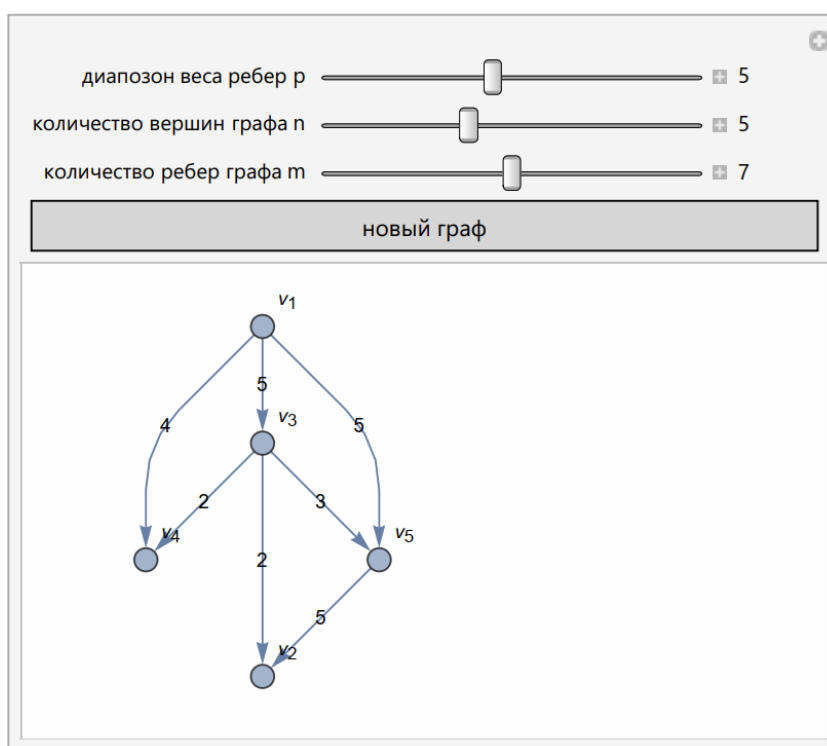 диапозон веса ребер p 5
количество вершин графа n 5
количество ребер графа m 7
новый граф
v1
5
v3
4 5
2 3
v4 v5
2
5
v2